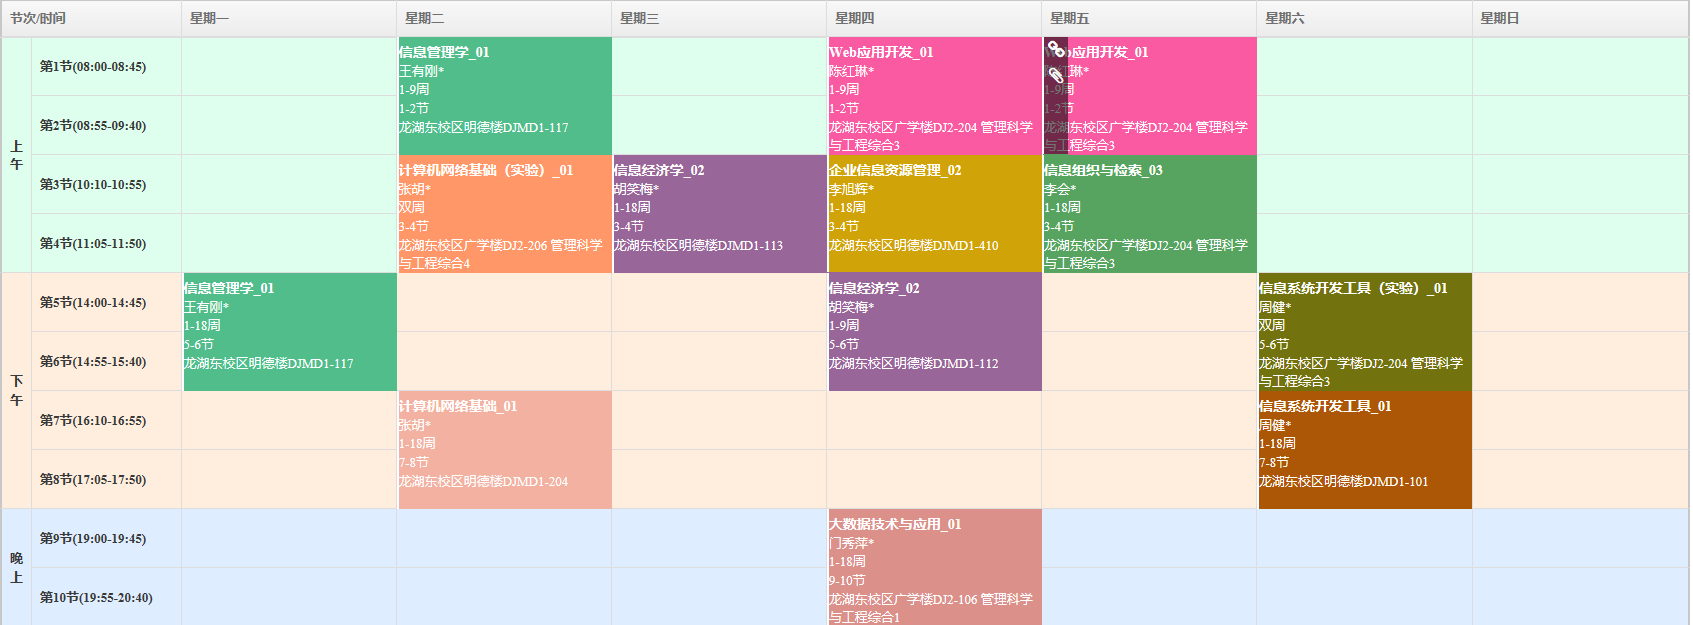 节次/时间 星期一 星期二 星期三 星期四 星期五 星期六 星期日
上午
第1节(08:00-08:45)
信息管理学_01
王有刚*
1-9周
1-2节
龙湖东校区明德楼DJMD1-117
Web应用开发_01
陈红琳*
1-9周
1-2节
龙湖东校区广学楼DJ2-204 管理科学
与工程综合3
Web应用开发_01
陈红琳*
1-9周
1-2节
龙湖东校区广学楼DJ2-204 管理科学
与工程综合3
第2节(08:55-09:40)
第3节(10:10-10:55)
计算机网络基础（实验）_01
张胡*
双周
3-4节
龙湖东校区广学楼DJ2-206 管理科学
与工程综合4
信息经济学_02
胡笑梅*
1-18周
3-4节
龙湖东校区明德楼DJMD1-113
企业信息资源管理_02
李旭辉*
1-18周
3-4节
龙湖东校区明德楼DJMD1-410
信息组织与检索_03
李会*
1-18周
3-4节
龙湖东校区广学楼DJ2-204 管理科学
与工程综合3
第4节(11:05-11:50)
下午
第5节(14:00-14:45)
信息管理学_01
王有刚*
1-18周
5-6节
龙湖东校区明德楼DJMD1-117
信息经济学_02
胡笑梅*
1-9周
5-6节
龙湖东校区明德楼DJMD1-112
信息系统开发工具（实验）_01
周健*
双周
5-6节
龙湖东校区广学楼DJ2-204 管理科学
与工程综合3
第6节(14:55-15:40)
第7节(16:10-16:55)
计算机网络基础_01
张胡*
1-18周
7-8节
龙湖东校区明德楼DJMD1-204
信息系统开发工具_01
周健*
1-18周
7-8节
龙湖东校区明德楼DJMD1-101
第8节(17:05-17:50)
晚上
第9节(19:00-19:45)
大数据技术与应用_01
门秀萍*
1-18周
9-10节
龙湖东校区广学楼DJ2-106 管理科学
与工程综合1
第10节(19:55-20:40)